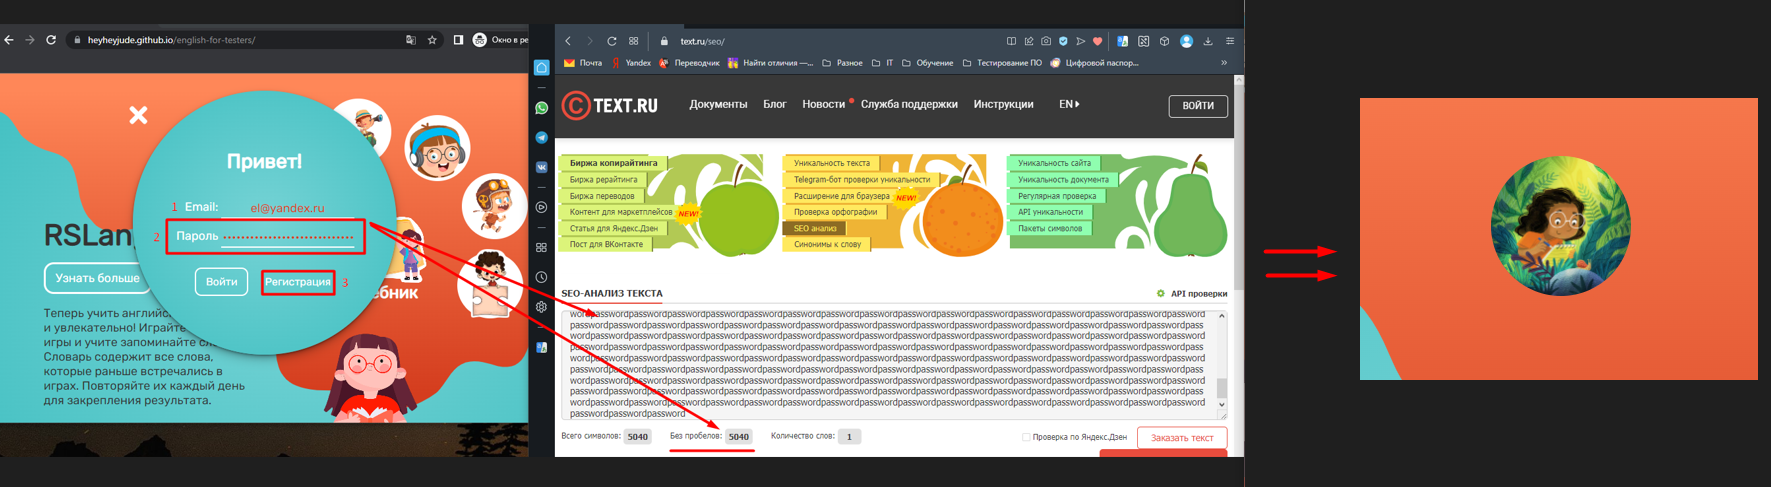 heyheyjude.github.io/english-for-testers/
Окно в ре
Привет!
1 Email: el@yandex.ru
2 Пароль
Войти
Регистрация 3
RSLan
Узнать больше
бник
Теперь учить английс
и увлекательно! Играйте
игры и учите запоминайте сл
Словарь содержит все слова,
которые раньше встречались в
играх. Повторяйте их каждый день
для закрепления результата.
text.ru/seo/
Почта
Yandex
Переводчик
Найти отличия —...
Разное
IT
Обучение
Тестирование ПО
Цифровой паспор...
»
C TEXT.RU
Документы
Блог
Новости
Служба поддержки
Инструкции
EN
ВОЙТИ
Биржа копирайтинга
Биржа рерайтинга
Биржа переводов
Контент для маркетплейсов
NEW!
Статья для Яндекс.Дзен
Пост для ВКонтакте
Уникальность текста
Telegram-бот проверки уникальности
Расширение для браузера
NEW!
Проверка орфографии
SEO анализ
Синонимы к слову
Уникальность сайта
Уникальность документа
Регулярная проверка
API уникальности
Пакеты символов
SEO-АНАЛИЗ ТЕКСТА
API проверки
passwordpasswordpassword
Всего символов: 5040
Без пробелов: 5040
Количество слов: 1
Проверка по Яндекс.Дзен
Заказать текст